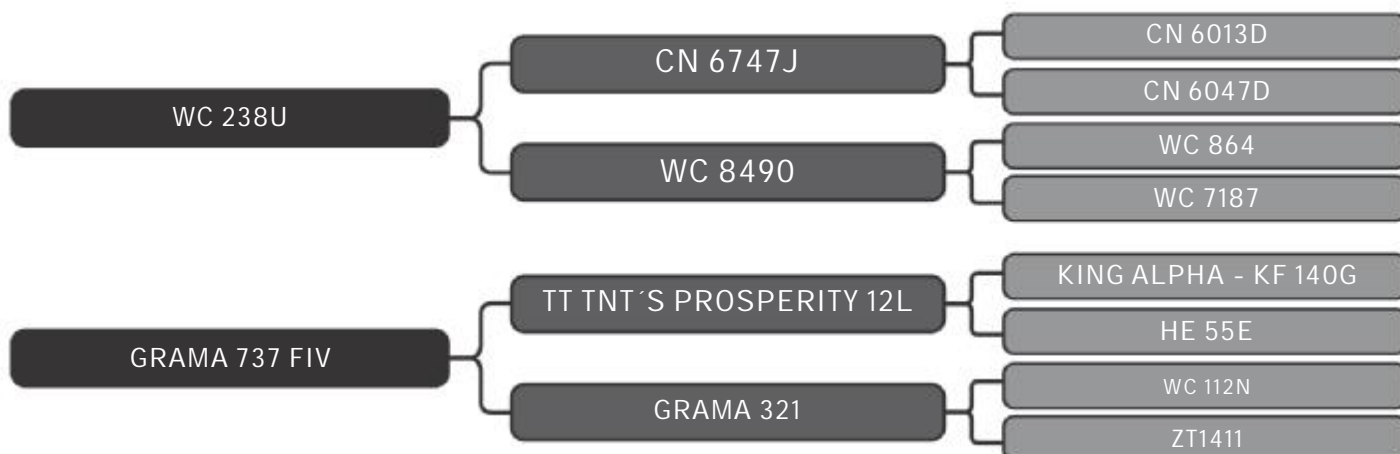 CN 6013D
CN 6747J
CN 6047D
WC 238U
WC 864
WC 8490
WC 7187
KING ALPHA - KF 140G
TT TNT´S PROSPERITY 12L
HE 55E
GRAMA 737 FIV
WC 112N
GRAMA 321
ZT1411